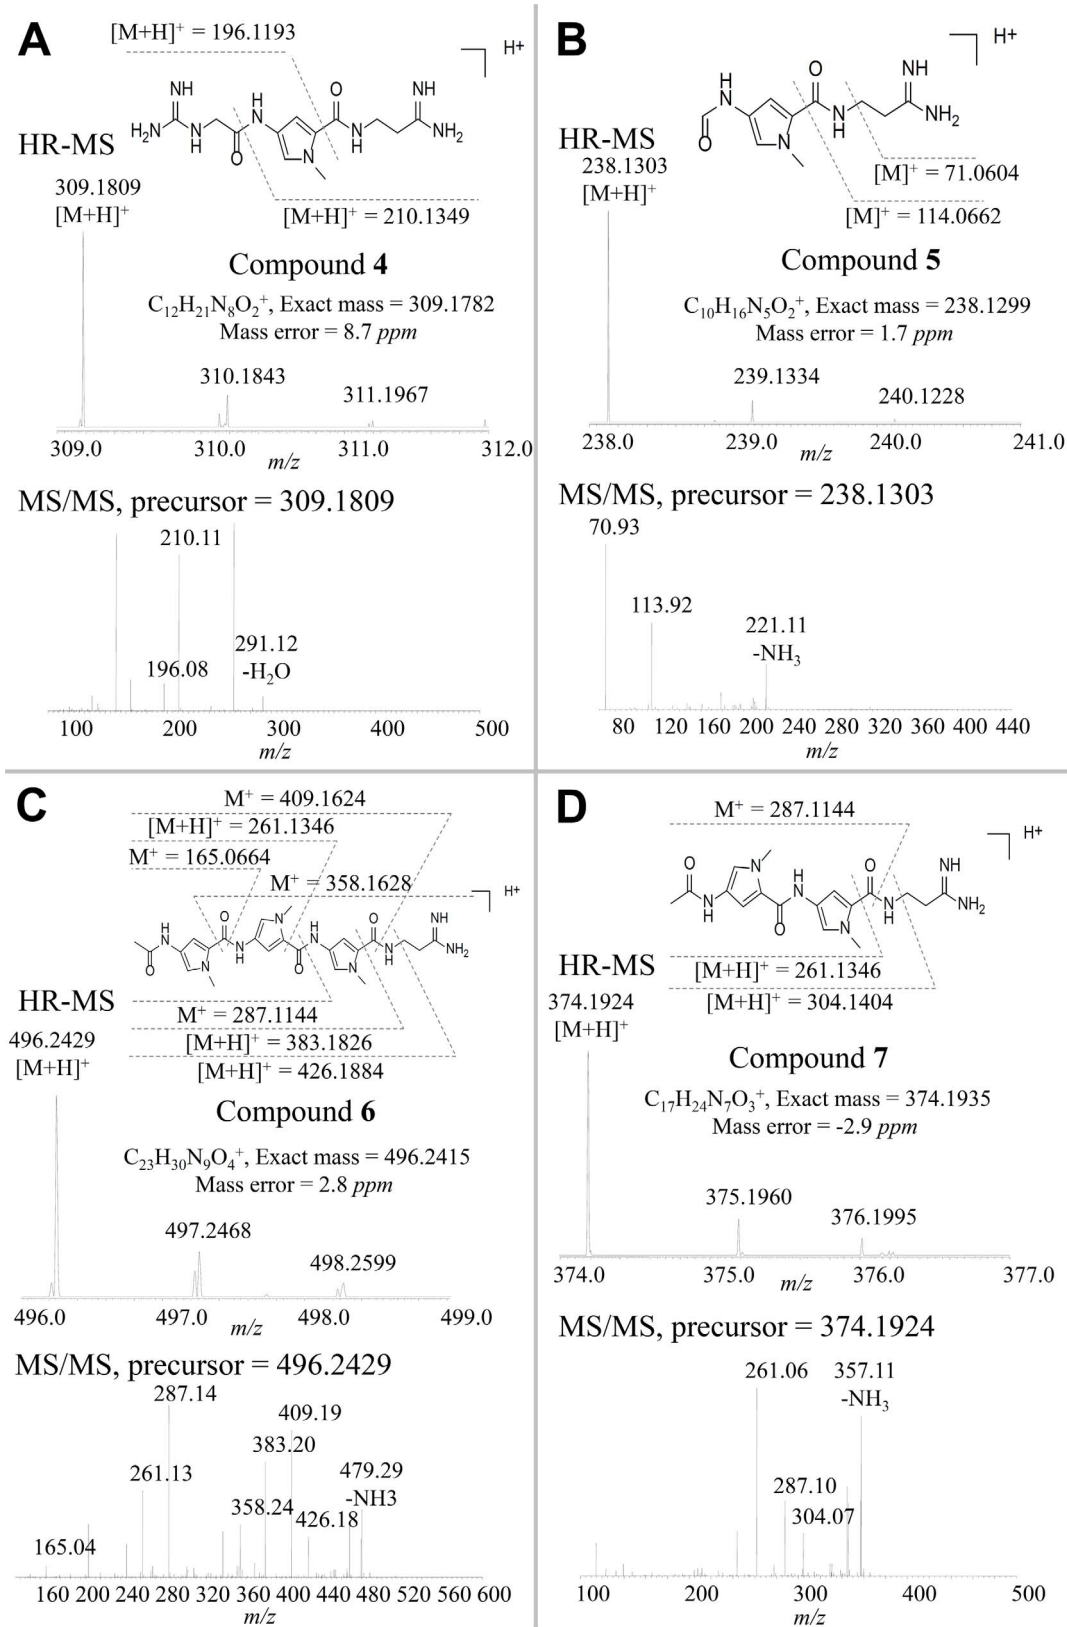 A
[M+H]+ = 196.1193
H+
NH
H2N
N
H
O
H
N
N
O
N
H
NH
NH2
HR-MS
309.1809
[M+H]+
[M+H]+ = 210.1349
Compound 4
C12H21N8O2+, Exact mass = 309.1782
Mass error = 8.7 ppm
310.1843
311.1967
309.0 310.0 311.0 312.0
m/z
MS/MS, precursor = 309.1809
210.11
291.12
-H2O
196.08
100 200 300 400 500
m/z
B
H+
H
N
O
N
O
N
H
NH
NH2
HR-MS
238.1303
[M+H]+
[M]+ = 71.0604
[M]+ = 114.0662
Compound 5
C10H16N5O2+, Exact mass = 238.1299
Mass error = 1.7 ppm
239.1334
240.1228
238.0 239.0 240.0 241.0
m/z
MS/MS, precursor = 238.1303
70.93
113.92
221.11
-NH3
80 120 160 200 240 280 320 360 400 440
m/z
C
M+ = 409.1624
[M+H]+ = 261.1346
M+ = 165.0664
M+ = 358.1628
H+
O
H
N
N
O
N
H
N
O
H
N
N
O
N
H
NH
NH2
HR-MS
496.2429
[M+H]+
M+ = 287.1144
[M+H]+ = 383.1826
[M+H]+ = 426.1884
Compound 6
C23H30N9O4+, Exact mass = 496.2415
Mass error = 2.8 ppm
497.2468
498.2599
496.0 497.0 498.0 499.0
m/z
MS/MS, precursor = 496.2429
287.14
409.19
383.20
261.13
479.29
-NH3
358.24
426.18
165.04
160 200 240 280 320 360 400 440 480 520 560 600
m/z
D
M+ = 287.1144
H+
O
N
H
N
O
H
N
N
O
N
H
NH
NH2
HR-MS
374.1924
[M+H]+
[M+H]+ = 261.1346
[M+H]+ = 304.1404
Compound 7
C17H24N7O3+, Exact mass = 374.1935
Mass error = -2.9 ppm
375.1960
376.1995
374.0 375.0 376.0 377.0
m/z
MS/MS, precursor = 374.1924
261.06
357.11
-NH3
287.10
304.07
100 200 300 400 500
m/z